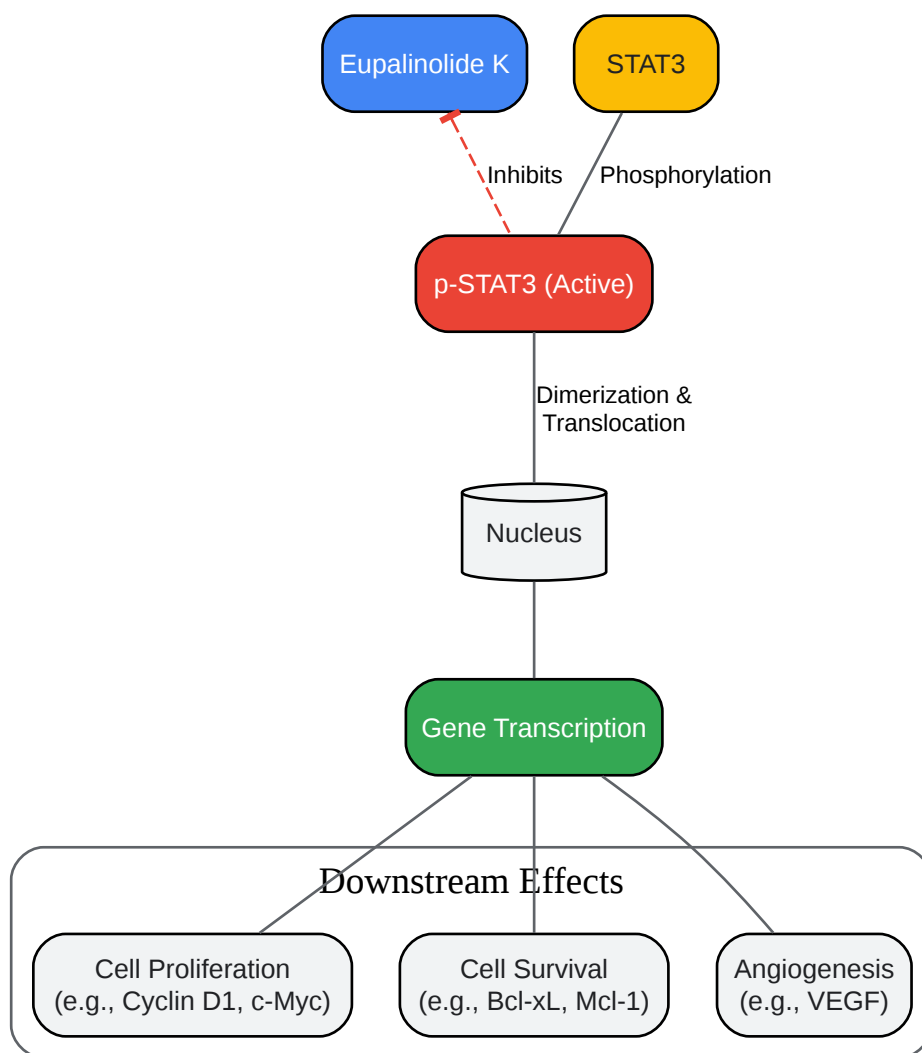 Eupalinolide K
STAT3
Inhibits
Phosphorylation
p-STAT3 (Active)
Dimerization &
Translocation
Nucleus
Gene Transcription
Downstream Effects
Cell Proliferation
(e.g., Cyclin D1, c-Myc)
Cell Survival
(e.g., Bcl-xL, Mcl-1)
Angiogenesis
(e.g., VEGF)